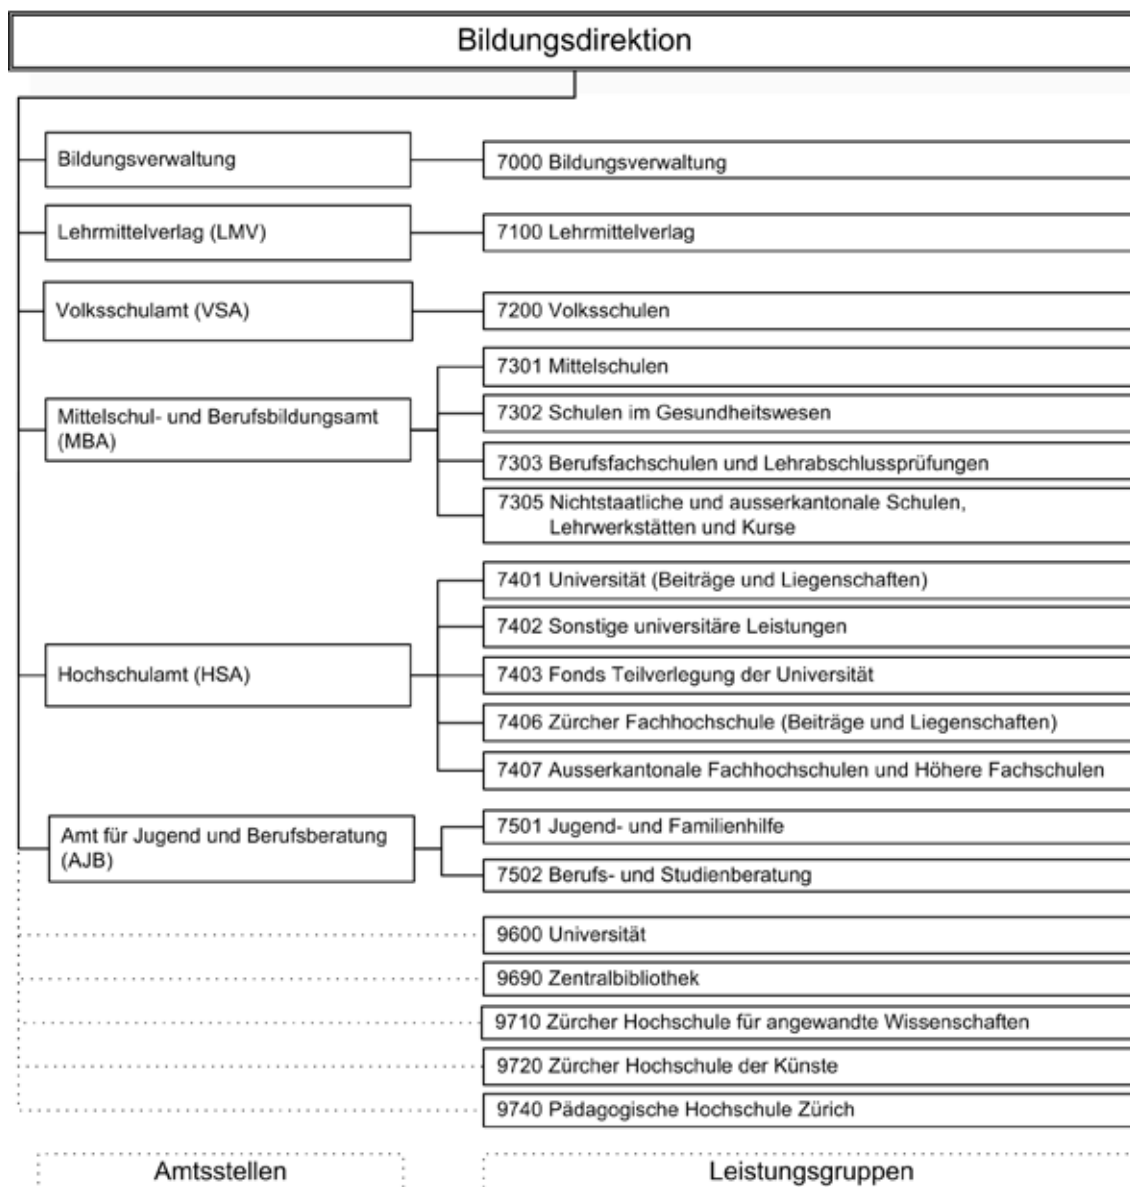 Bildungsdirektion
Bildungsverwaltung
7000 Bildungsverwaltung
Lehrmittelverlag (LMV)
7100 Lehrmittelverlag
Volksschulamt (VSA)
7200 Volksschulen
Mittelschul- und Berufsbildungsamt
(MBA)
7301 Mittelschulen
7302 Schulen im Gesundheitswesen
7303 Berufsfachschulen und Lehrabschlussprüfungen
7305 Nichtstaatliche und ausserkantonale Schulen,
Lehrwerkstätten und Kurse
Hochschulamt (HSA)
7401 Universität (Beiträge und Liegenschaften)
7402 Sonstige universitäre Leistungen
7403 Fonds Teilverlegung der Universität
7406 Zürcher Fachhochschule (Beiträge und Liegenschaften)
7407 Ausserkantonale Fachhochschulen und Höhere Fachschulen
Amt für Jugend und Berufsberatung
(AJB)
7501 Jugend- und Familienhilfe
7502 Berufs- und Studienberatung
9600 Universität
9690 Zentralbibliothek
9710 Zürcher Hochschule für angewandte Wissenschaften
9720 Zürcher Hochschule der Künste
9740 Pädagogische Hochschule Zürich
Amtsstellen
Leistungsgruppen